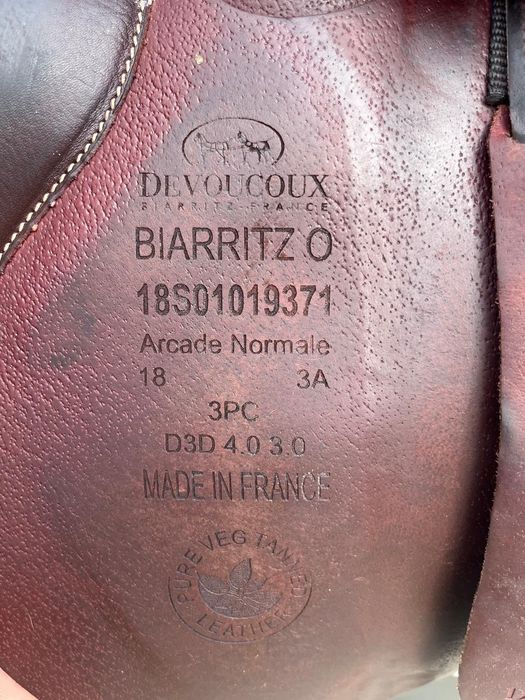 DEVOUCOUX
BIARRITZ FRANCE
BIARRITZ O
18S01019371
Arcade Normale
18 3A
3PC
D3D 4.0 3.0
MADE IN FRANCE
PURE VEG TANNED
LEATHER